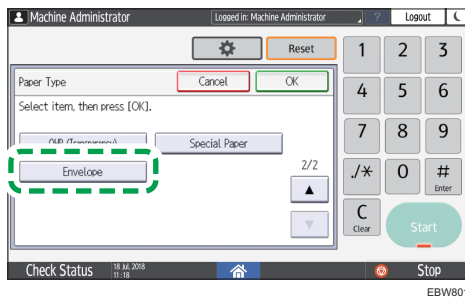 Machine Administrator
Logged in: Machine Administrator
? Logout
Reset
1 2 3
Paper Type
Cancel
OK
4 5 6
Select item, then press [OK].
7 8 9
OHP (Transparency)
Special Paper
Envelope
2/2
./* 0 #
Enter
▲
▼
C
Clear
Start
Check Status
18 Jul. 2018
11:18
Stop
EBW801